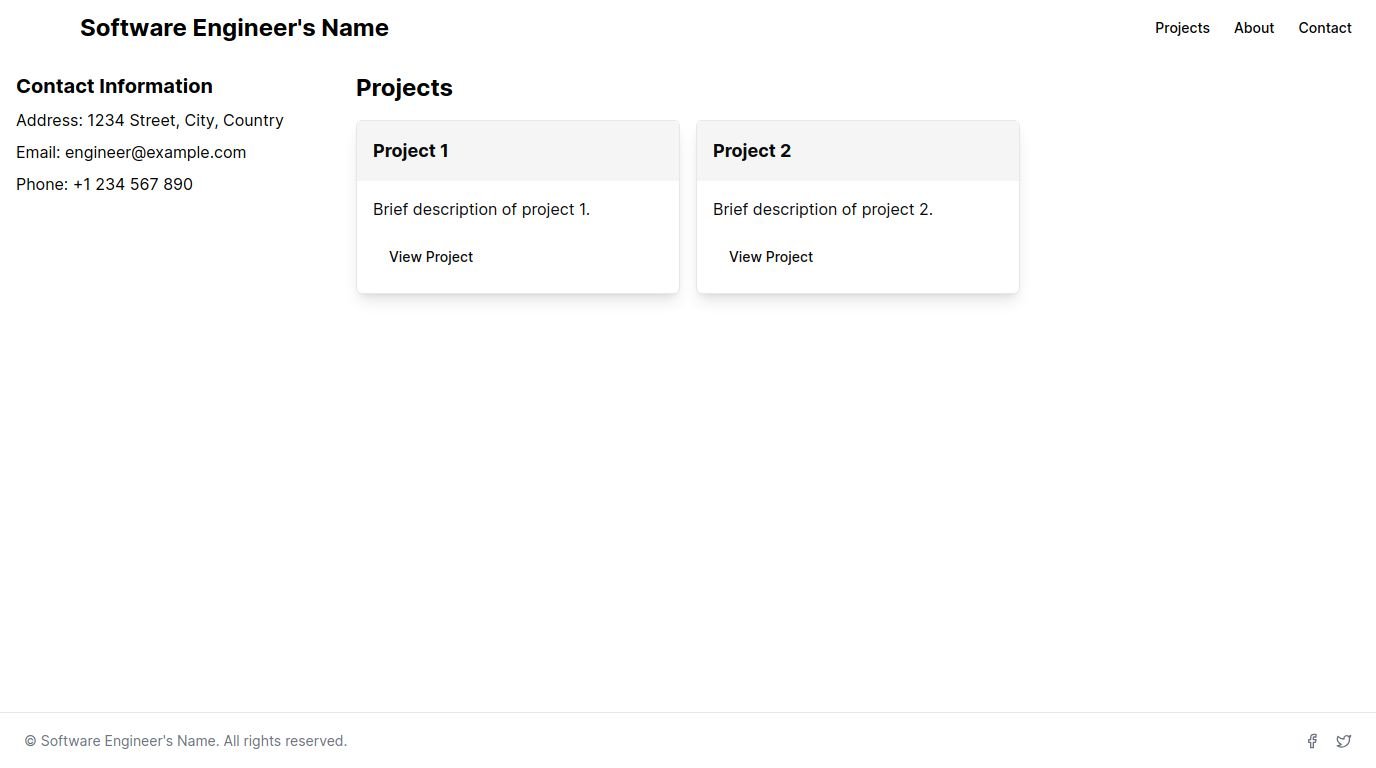 Software Engineer's Name
Projects
About
Contact
Contact Information
Address: 1234 Street, City, Country
Email: engineer@example.com
Phone: +1 234 567 890
Projects
Project 1
Brief description of project 1.
View Project
Project 2
Brief description of project 2.
View Project
© Software Engineer's Name. All rights reserved.